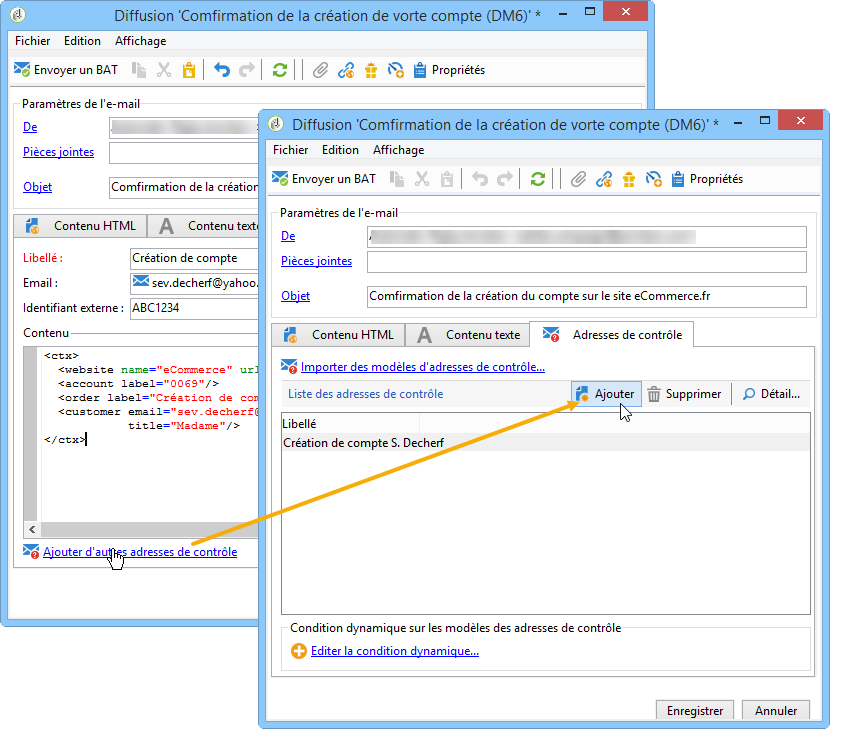 Diffusion 'Comfirmation de la création de vorte compte (DM6)' *
Fichier Edition Affichage
Envoyer un BAT Propriétés
Paramètres de l'e-mail
De
Pièces jointes
Objet Comfirmation de la création
Contenu HTML Contenu texte
Libellé : Création de compte
Email : sev.decherf@yahoo.
Identifiant externe : ABC1234
Contenu
<ctx>
<website name="eCommerce" url
<account label="0069"/>
<order label="Création de com
<customer email="sev.decherf@
title="Madame"/>
</ctx>
Ajouter d'autres adresses de contrôle
Diffusion 'Comfirmation de la création de vorte compte (DM6)' *
Fichier Edition Affichage
Envoyer un BAT Propriétés
Paramètres de l'e-mail
De
Pièces jointes
Objet Comfirmation de la création du compte sur le site eCommerce.fr
Contenu HTML Contenu texte Adresses de contrôle
Importer des modèles d'adresses de contrôle...
Liste des adresses de contrôle Ajouter Supprimer Détail...
Libellé
Création de compte S. Decherf
Condition dynamique sur les modèles des adresses de contrôle
Editer la condition dynamique...
Enregistrer Annuler